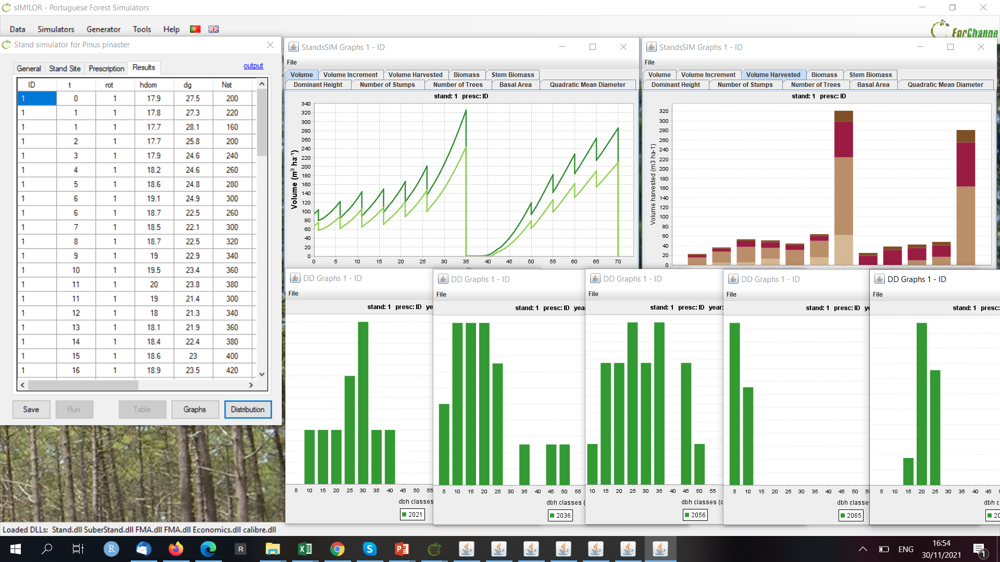 sIMfLOR - Portuguese Forest Simulators
Data Simulators Generator Tools Help
ForChange
Stand simulator for Pinus pinaster
General Stand Site Prescription Results output
ID t rot hdom dg Nst
1 0 1 17.9 27.5 200
1 1 1 17.8 27.3 220
1 1 1 17.7 28.1 160
1 2 1 17.7 25.8 200
1 3 1 17.9 24.6 240
1 4 1 18.2 24.6 260
1 5 1 18.6 24.8 280
1 6 1 19.1 24.9 300
1 6 1 18.7 22.5 260
1 7 1 18.5 22.1 300
1 8 1 18.7 22.5 320
1 9 1 19 22.9 340
1 10 1 19.5 23.4 360
1 11 1 20 23.8 380
1 11 1 19 21.4 300
1 12 1 18 21.3 340
1 13 1 18.1 21.9 360
1 14 1 18.4 22.4 380
1 15 1 18.6 23 400
1 16 1 18.9 23.5 420
Save Run Table Graphs Distribution
StandsSIM Graphs 1 - ID
File
Volume Volume Increment Volume Harvested Biomass Stem Biomass
Dominant Height Number of Stumps Number of Trees Basal Area Quadratic Mean Diameter
stand: 1 presc: ID
Volume (m3 ha-1)
340
320
300
280
260
240
220
200
180
160
140
120
100
80
60
40
20
0
0 5 10 15 20 25 30 35 40 45 50 55 60 65 70
StandsSIM Graphs 1 - ID
File
Volume Volume Increment Volume Harvested Biomass Stem Biomass
Dominant Height Number of Stumps Number of Trees Basal Area Quadratic Mean Diameter
stand: 1 presc: ID
Volume harvested (m3 ha-1)
320
300
280
260
240
220
200
180
160
140
120
100
80
60
40
20
0
DD Graphs 1 - ID
File
stand: 1 presc: ID ye
5 10 15 20 25 30 35 40 45 50 55
dbh classes
2021
DD Graphs 1 - ID
File
stand: 1 presc: ID year
5 10 15 20 25 30 35 40 45 50 55
dbh classes (
2036
DD Graphs 1 - ID
File
stand: 1 presc: ID year:
10 15 20 25 30 35 40 45 50 55
dbh classes (c
2056
DD Graphs 1 - ID
File
stand: 1 presc: ID ye
5 10 15 20 25 30 35 40 45 50
dbh classes
2065
DD Graphs 1 - ID
File
stand: 1 presc:
5 10 15 20 25 30 35 40 45
dbh c
20
Loaded DLLs: Stand.dll SuberStand.dll FMA.dll FMA.dll Economics.dll calibre.dll
ENG
16:54
30/11/2021
1